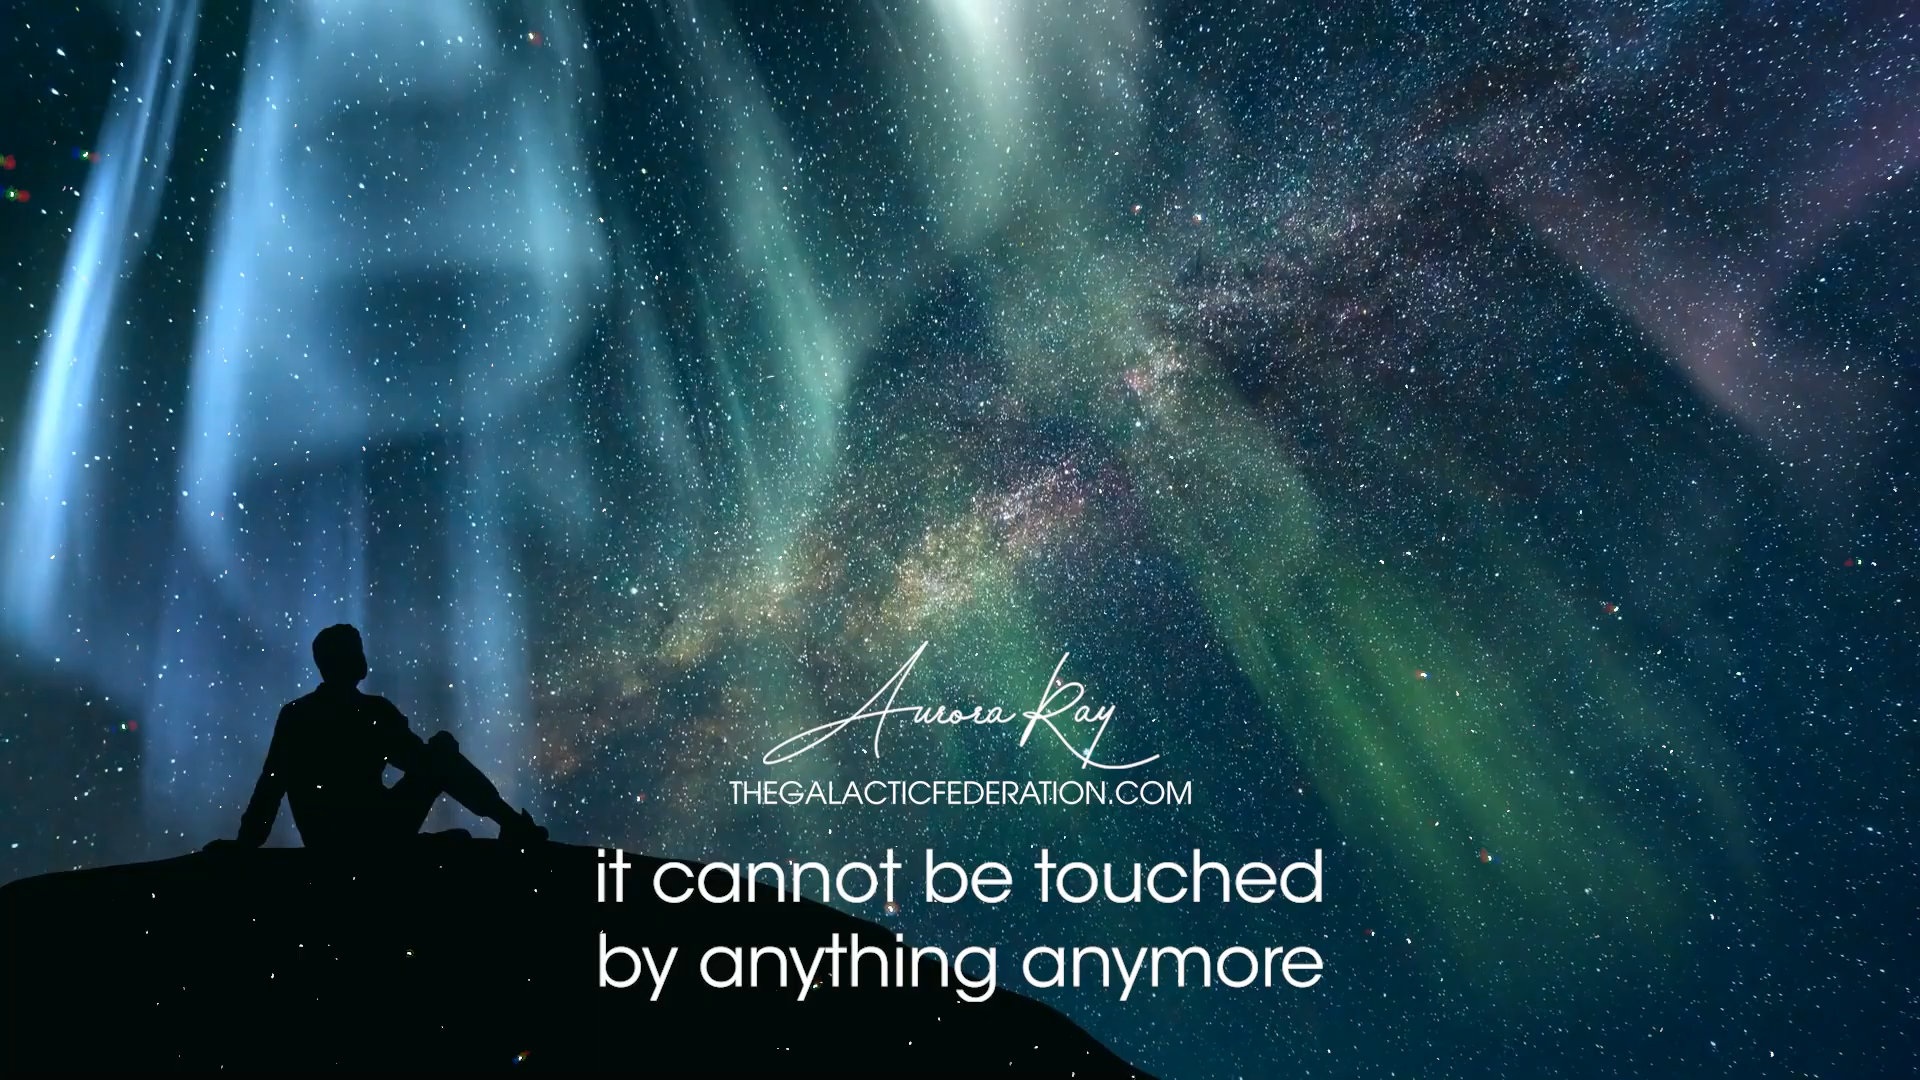 Aurora Ray
THEGALACTICFEDERATION.COM
it cannot be touched
by anything anymore